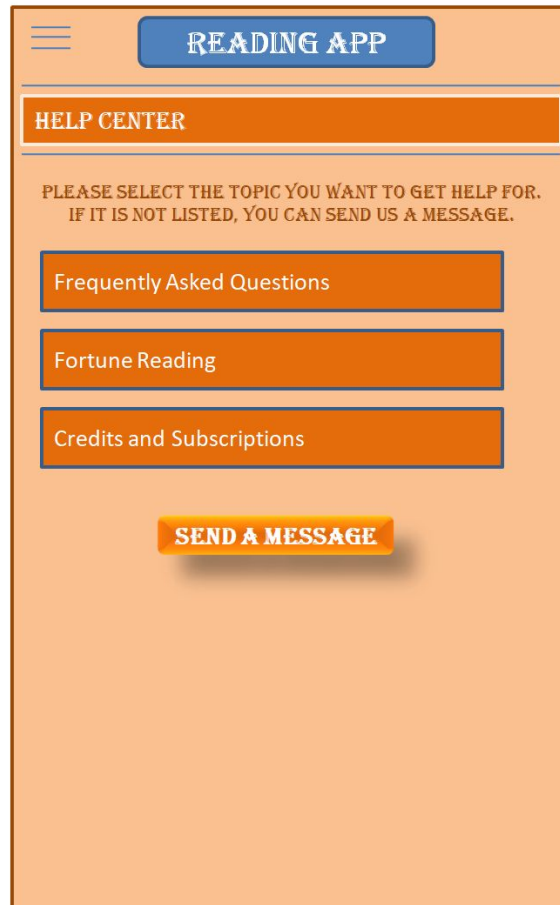 READING APP
HELP CENTER
PLEASE SELECT THE TOPIC YOU WANT TO GET HELP FOR.
IF IT IS NOT LISTED, YOU CAN SEND US A MESSAGE.
Frequently Asked Questions
Fortune Reading
Credits and Subscriptions
SEND A MESSAGE